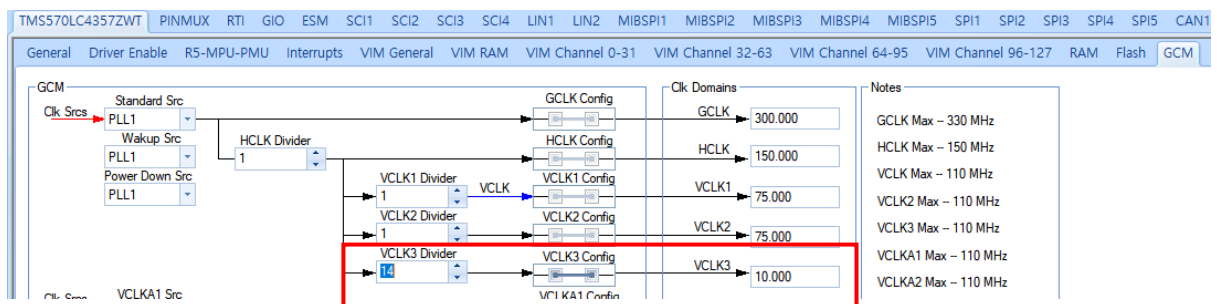 TMS570LC4357ZWT PINMUX RTI GIO ESM SCI1 SCI2 SCI3 SCI4 LIN1 LIN2 MIBSPI1 MIBSPI2 MIBSPI3 MIBSPI4 MIBSPI5 SPI1 SPI2 SPI3 SPI4 SPI5 CAN1
General Driver Enable R5-MPU-PMU Interrupts VIM General VIM RAM VIM Channel 0-31 VIM Channel 32-63 VIM Channel 64-95 VIM Channel 96-127 RAM Flash GCM
GCM Clk Domains Notes
Standard Src GCLK Config
Clk Srcs PLL1 GCLK 300.000 GCLK Max -- 330 MHz
Wakup Src HCLK Divider HCLK Config
PLL1 1 HCLK 150.000 HCLK Max -- 150 MHz
Power Down Src VCLK1 Divider VCLK VCLK1 Config VCLK Max -- 110 MHz
PLL1 1 VCLK1 75.000 VCLK2 Max -- 110 MHz
VCLK2 Divider VCLK2 Config
1 VCLK2 75.000 VCLK3 Max -- 110 MHz
VCLK3 Divider VCLK3 Config VCLKA1 Max -- 110 MHz
14 VCLK3 10.000 VCLKA2 Max -- 110 MHz
Clk Srcs VCLKA1 Src VCLKA1 Config